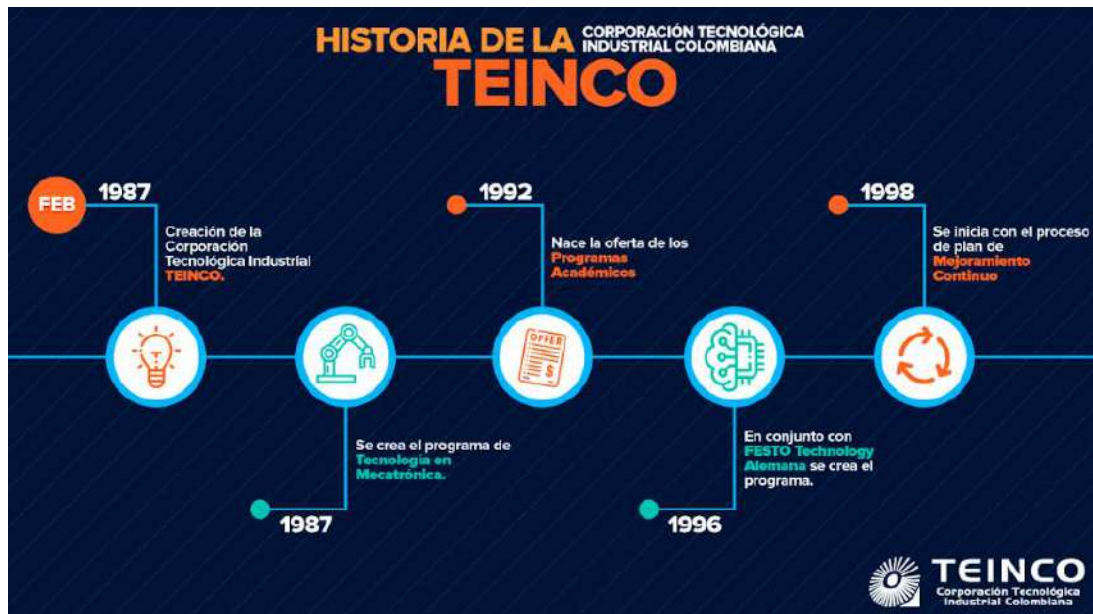 HISTORIA DE LA
CORPORACIÓN TECNOLÓGICA
INDUSTRIAL COLOMBIANA
TEINCO
FEB
1987
Creación de la
Corporación
Tecnológica Industrial
TEINCO.
Se crea el programa de
Tecnología en
Mecatrónica.
1987
1992
Nace la oferta de los
Programas
Académicos
OFFER
$
En conjunto con
FESTO Technology
Alemana se crea el
programa.
1996
1998
Se inicia con el proceso
de plan de
Mejoramiento
Continuo
TEINCO
Corporación Tecnológica
Industrial Colombiana